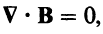 ∇ · B = 0,